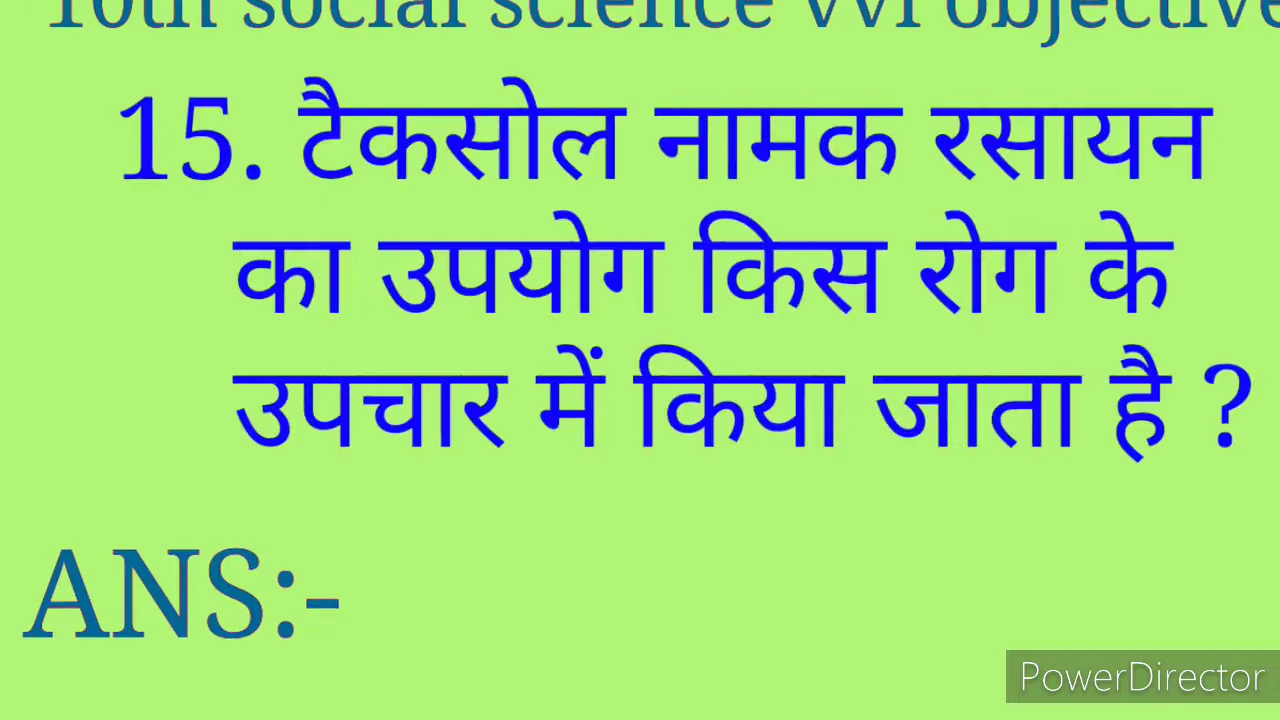 10th social science vvi objective
15. टैकसोल नामक रसायन
का उपयोग किस रोग के
उपचार में किया जाता है ?
ANS:-
PowerDirector